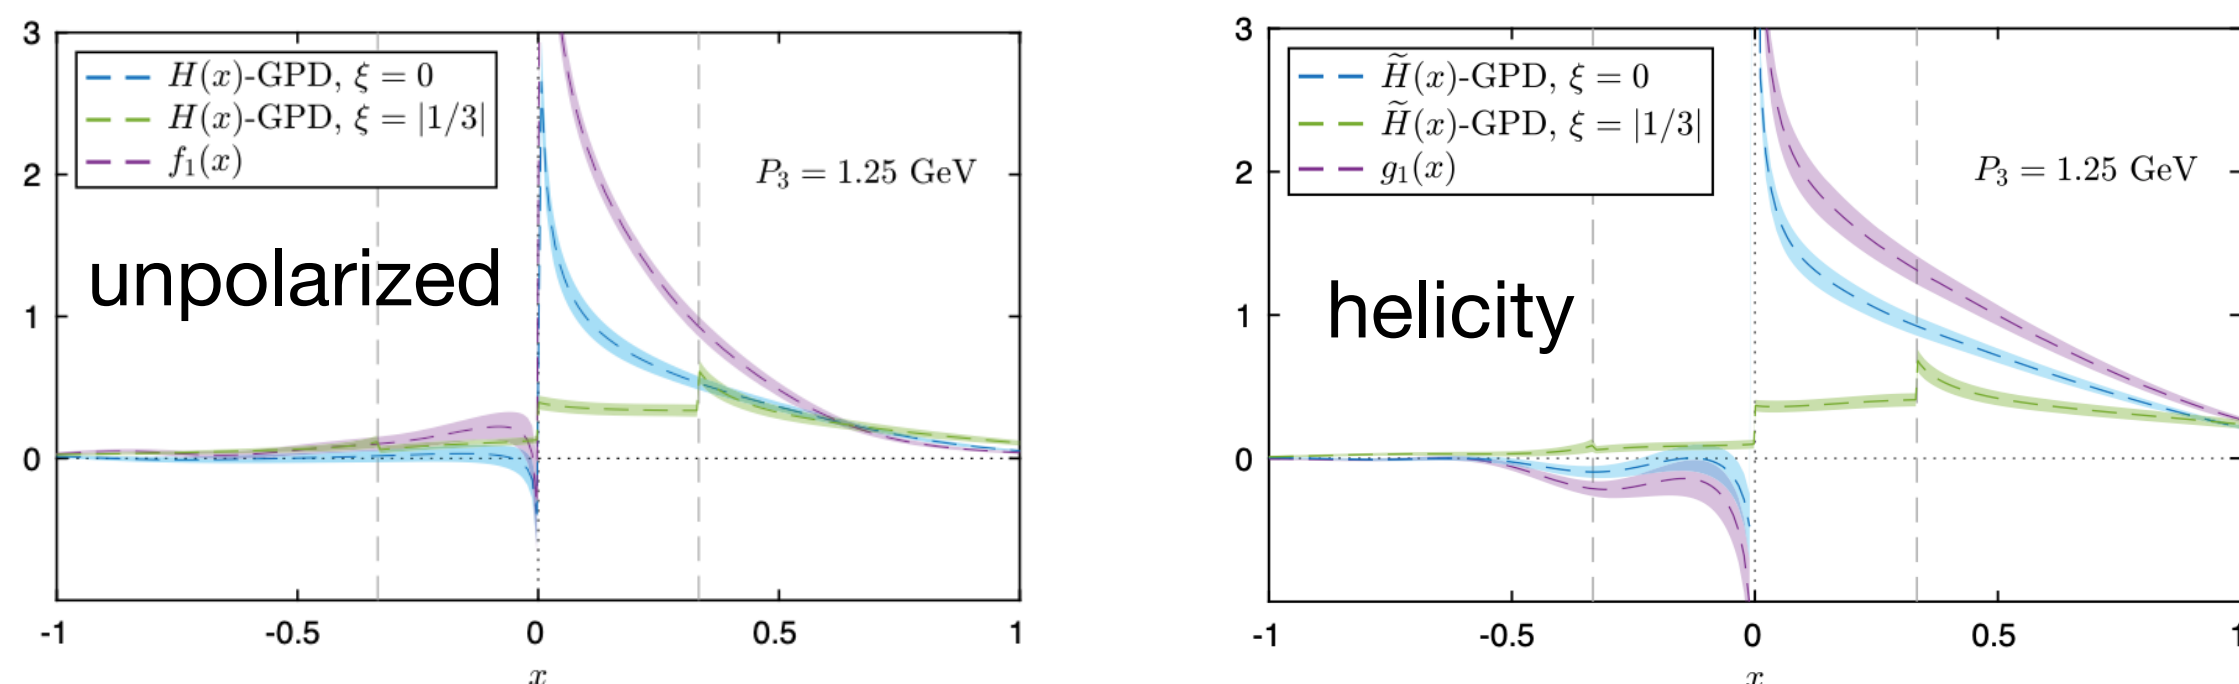 3
2
1
0
H(x)-GPD, ξ = 0
H(x)-GPD, ξ = |1/3|
f₁(x)
P₃ = 1.25 GeV
unpolarized
-1 -0.5 0 0.5 1
x
3
2
1
0
H̃(x)-GPD, ξ = 0
H̃(x)-GPD, ξ = |1/3|
g₁(x)
P₃ = 1.25 GeV
helicity
-1 -0.5 0 0.5 1
x